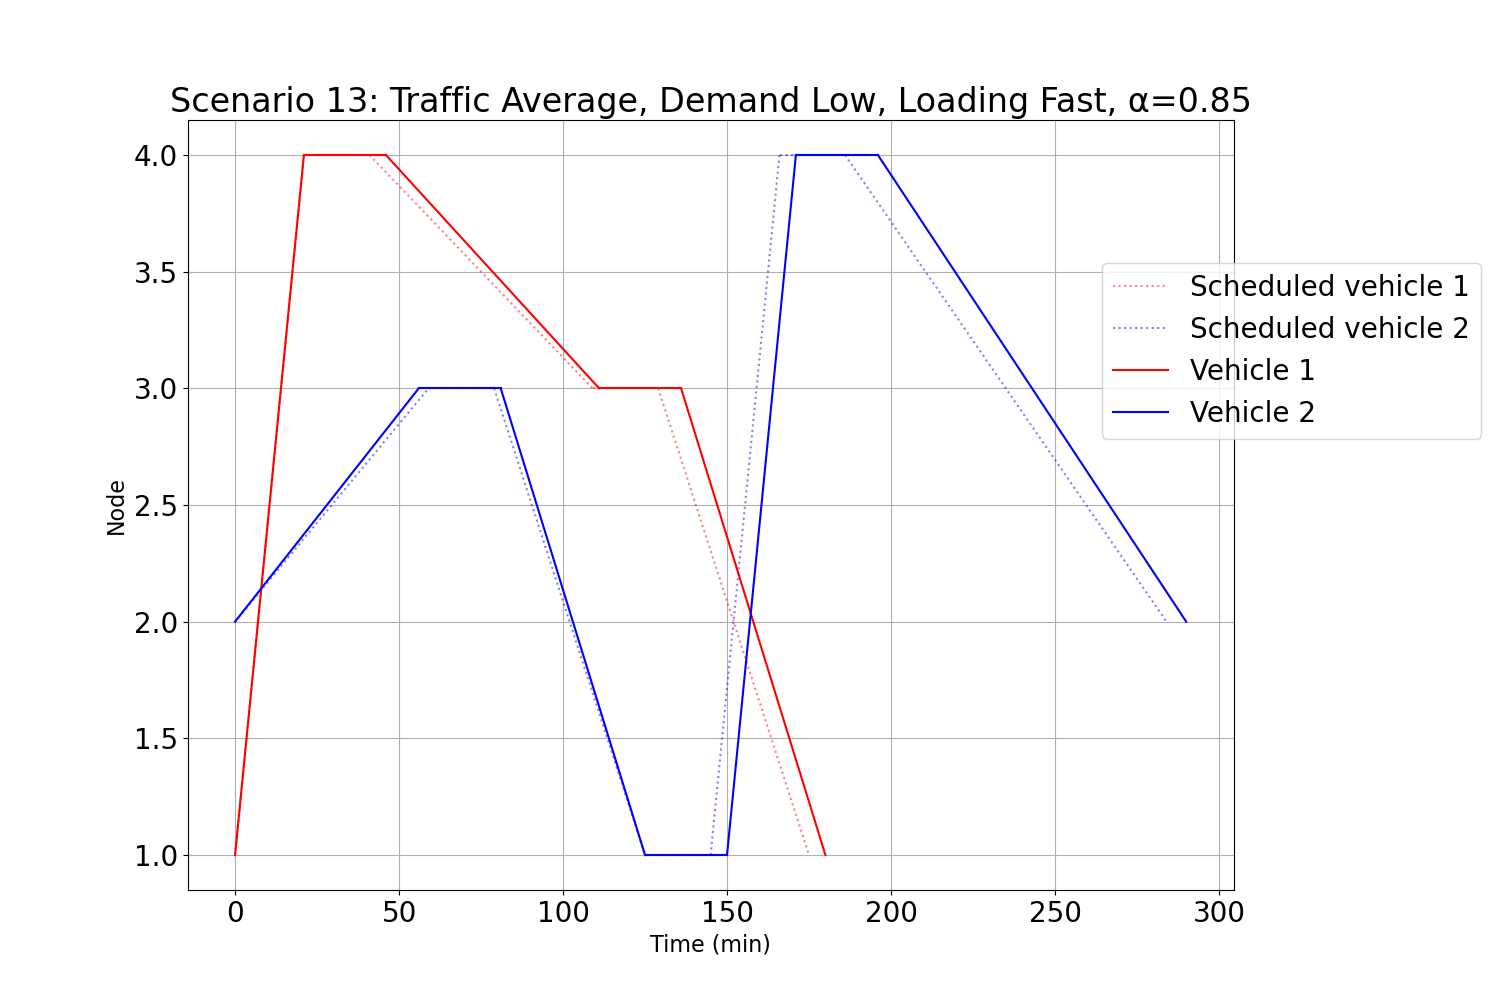 Scenario 13: Traffic Average, Demand Low, Loading Fast, α=0.85
4.0
3.5
3.0
2.5
2.0
1.5
1.0
Node
Scheduled vehicle 1
Scheduled vehicle 2
Vehicle 1
Vehicle 2
0 50 100 150 200 250 300
Time (min)